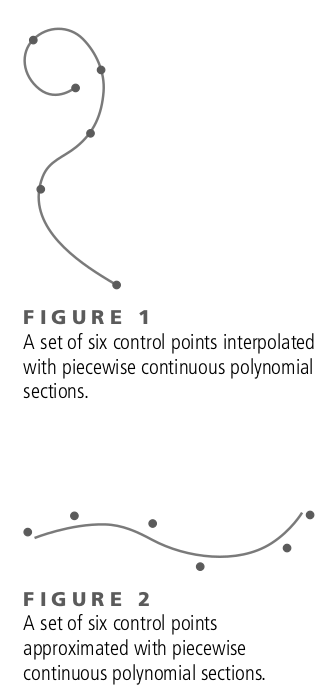 FIGURE 1
A set of six control points interpolated
with piecewise continuous polynomial
sections.
FIGURE 2
A set of six control points
approximated with piecewise
continuous polynomial sections.